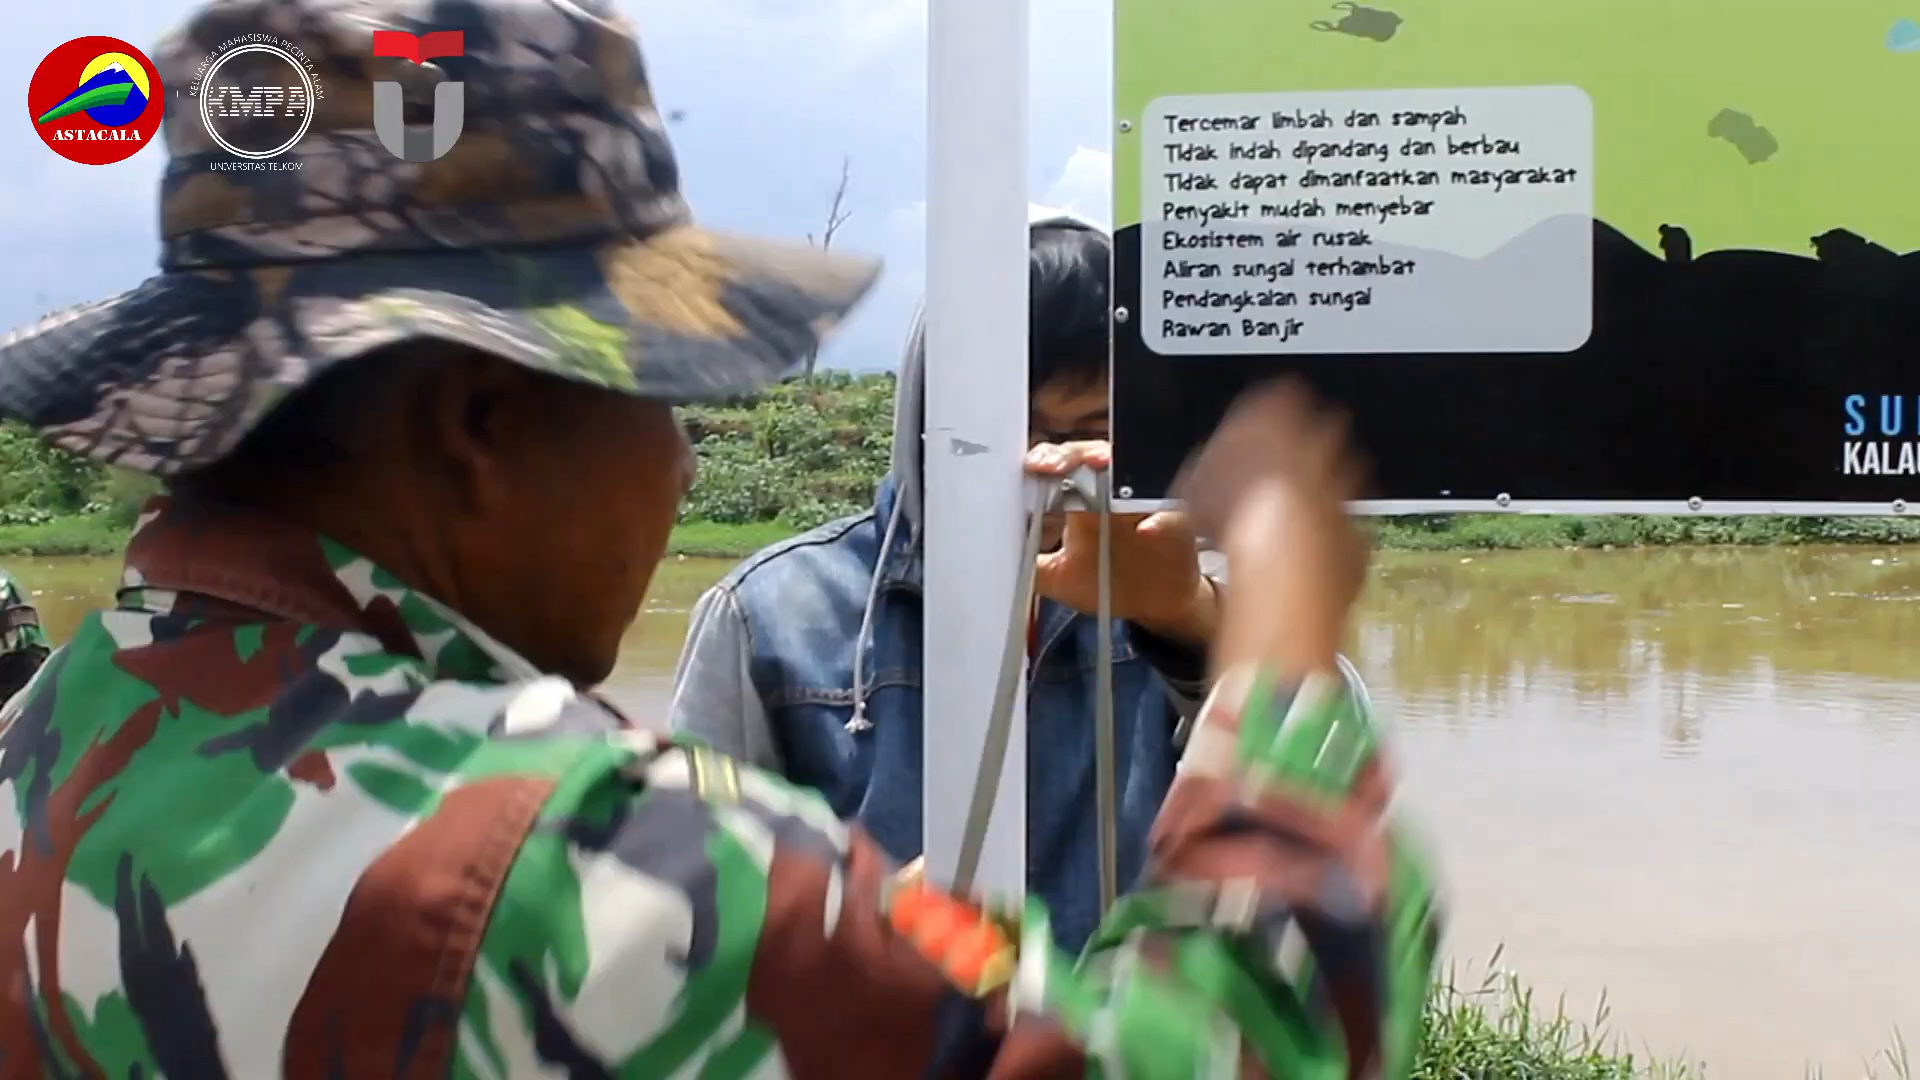 ASTACALA
KELUARGA MAHASISWA PECINTA ALAM
KMPA
UNIVERSITAS TELKOM
Tercemar limbah dan sampah
Tidak indah dipandang dan berbau
Tidak dapat dimanfaatkan masyarakat
Penyakit mudah menyebar
Ekosistem air rusak
Aliran sungai terhambat
Pendangkalan sungai
Rawan Banjir